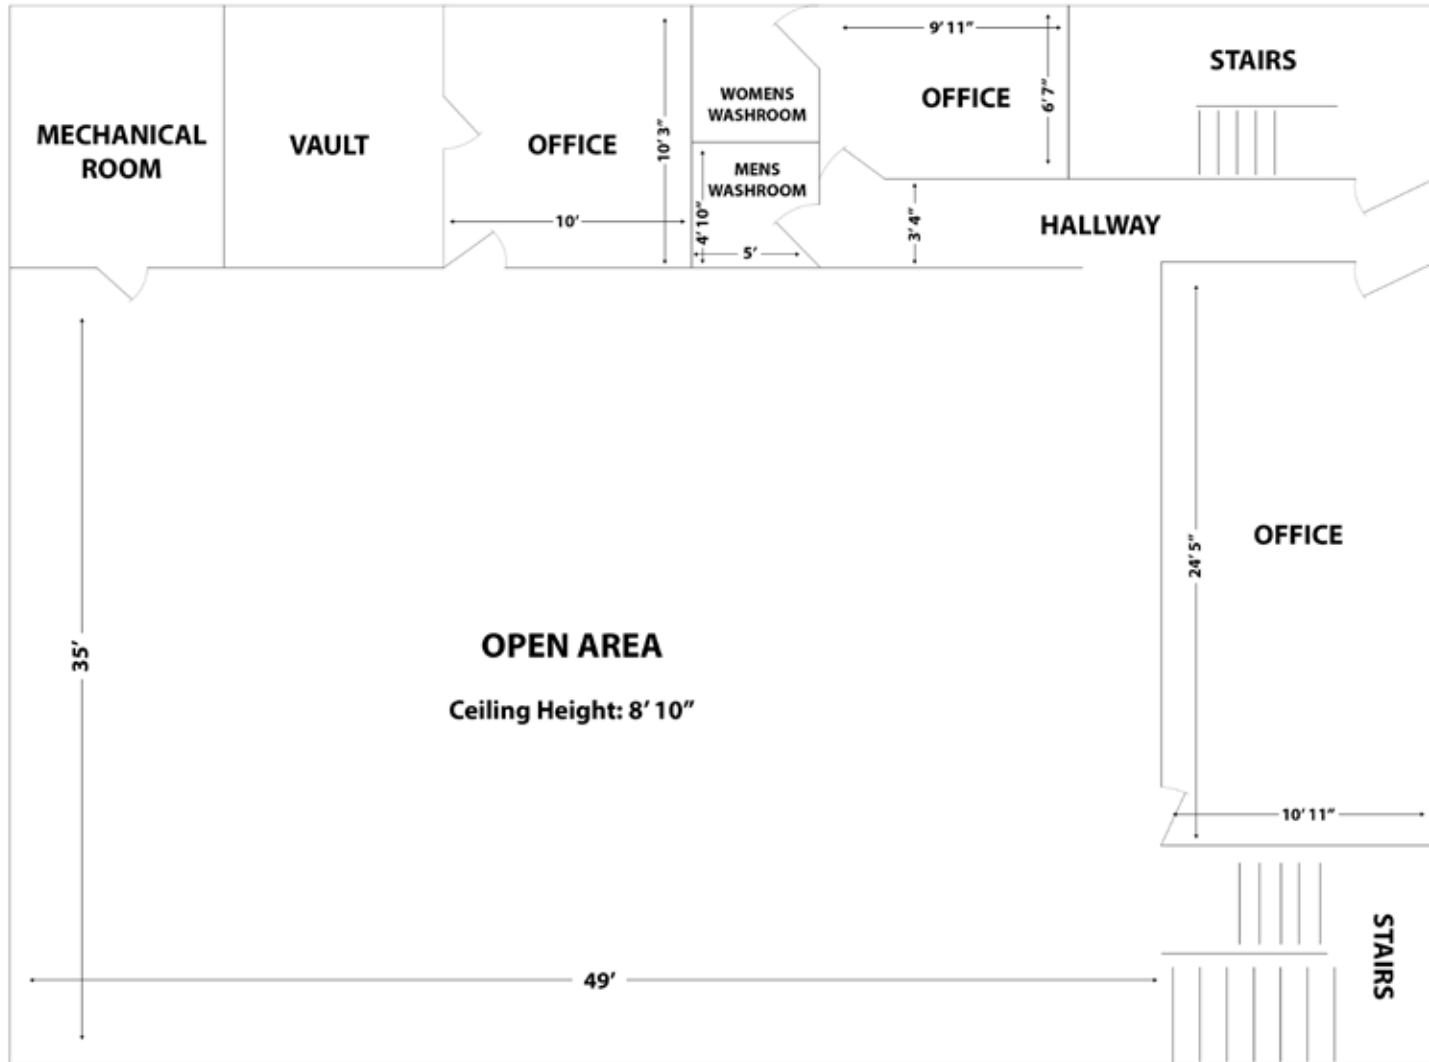 9' 11"
STAIRS
WOMENS
WASHROOM
OFFICE
6' 7"
MECHANICAL
ROOM
VAULT
OFFICE
10' 3"
MENS
WASHROOM
10'
4' 10"
5'
3' 4"
HALLWAY
24' 5"
OFFICE
35'
OPEN AREA
Ceiling Height: 8' 10"
10' 11"
49'
STAIRS